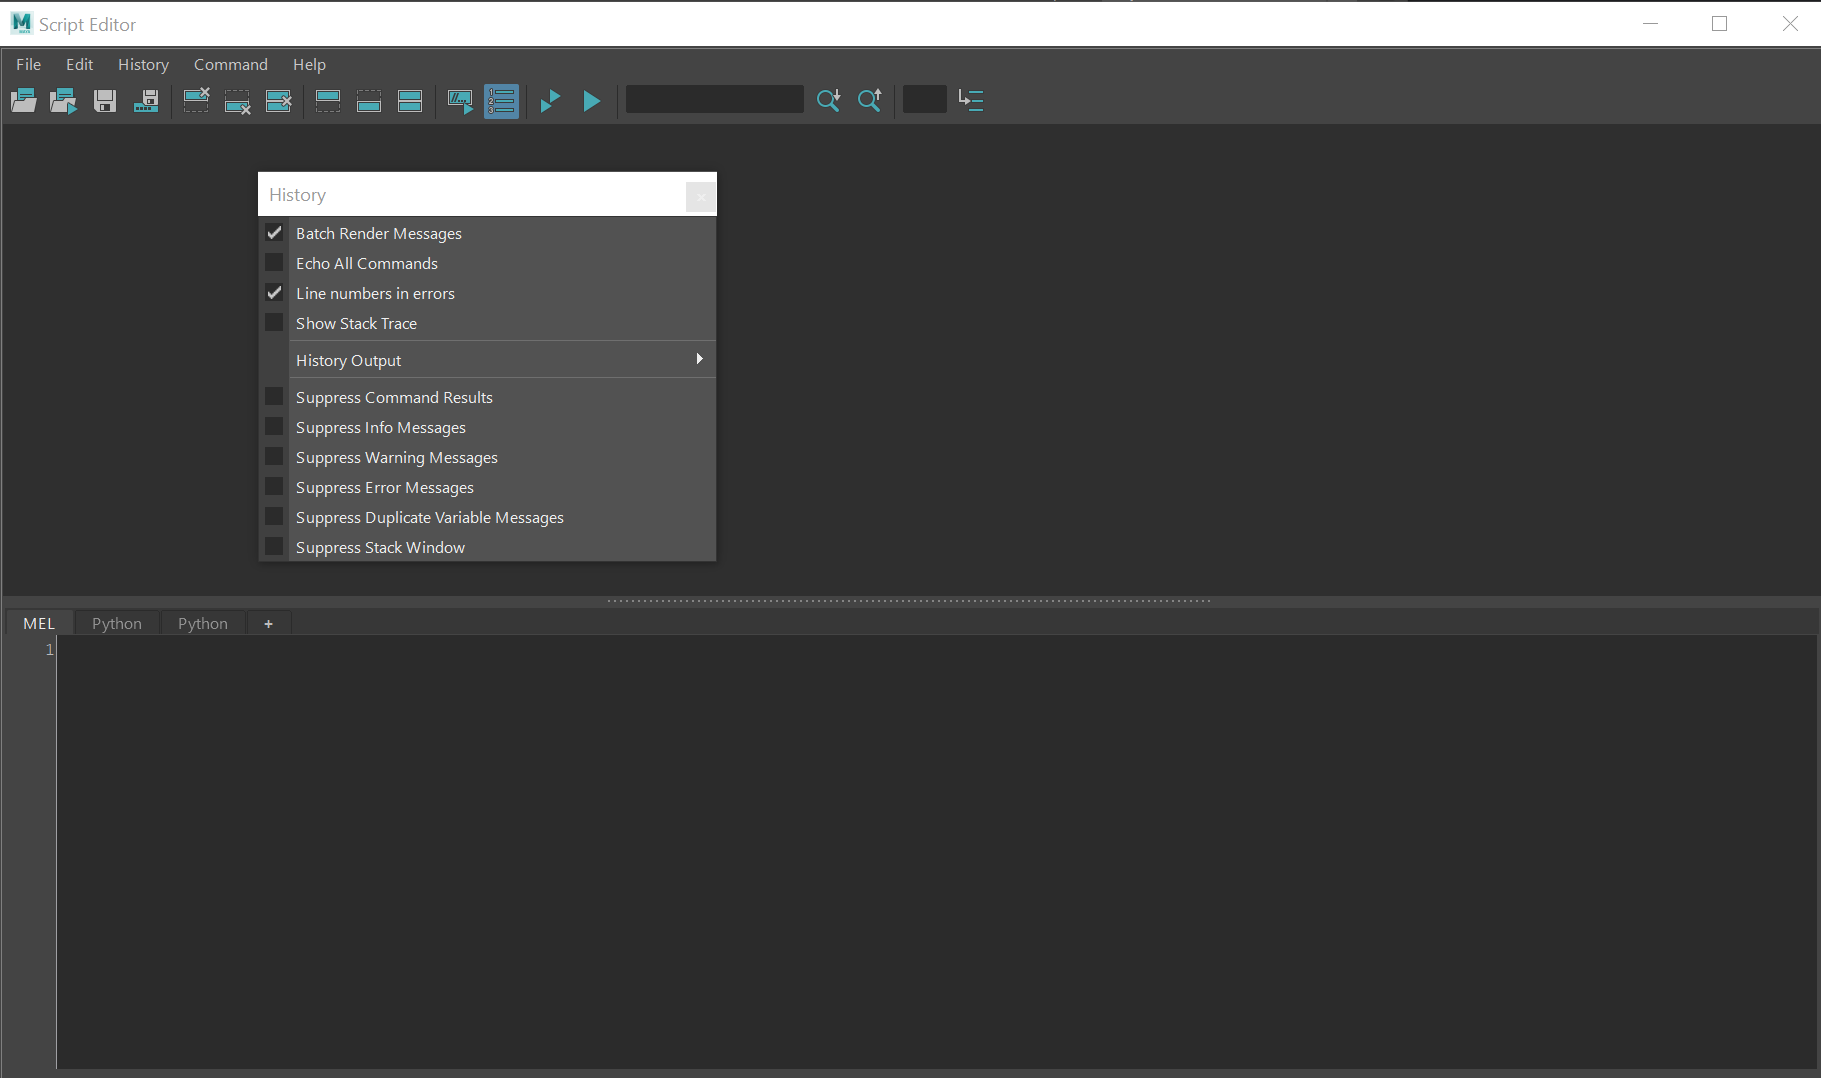 Script Editor
File Edit History Command Help
History
Batch Render Messages
Echo All Commands
Line numbers in errors
Show Stack Trace
History Output
Suppress Command Results
Suppress Info Messages
Suppress Warning Messages
Suppress Error Messages
Suppress Duplicate Variable Messages
Suppress Stack Window
MEL Python Python +
1